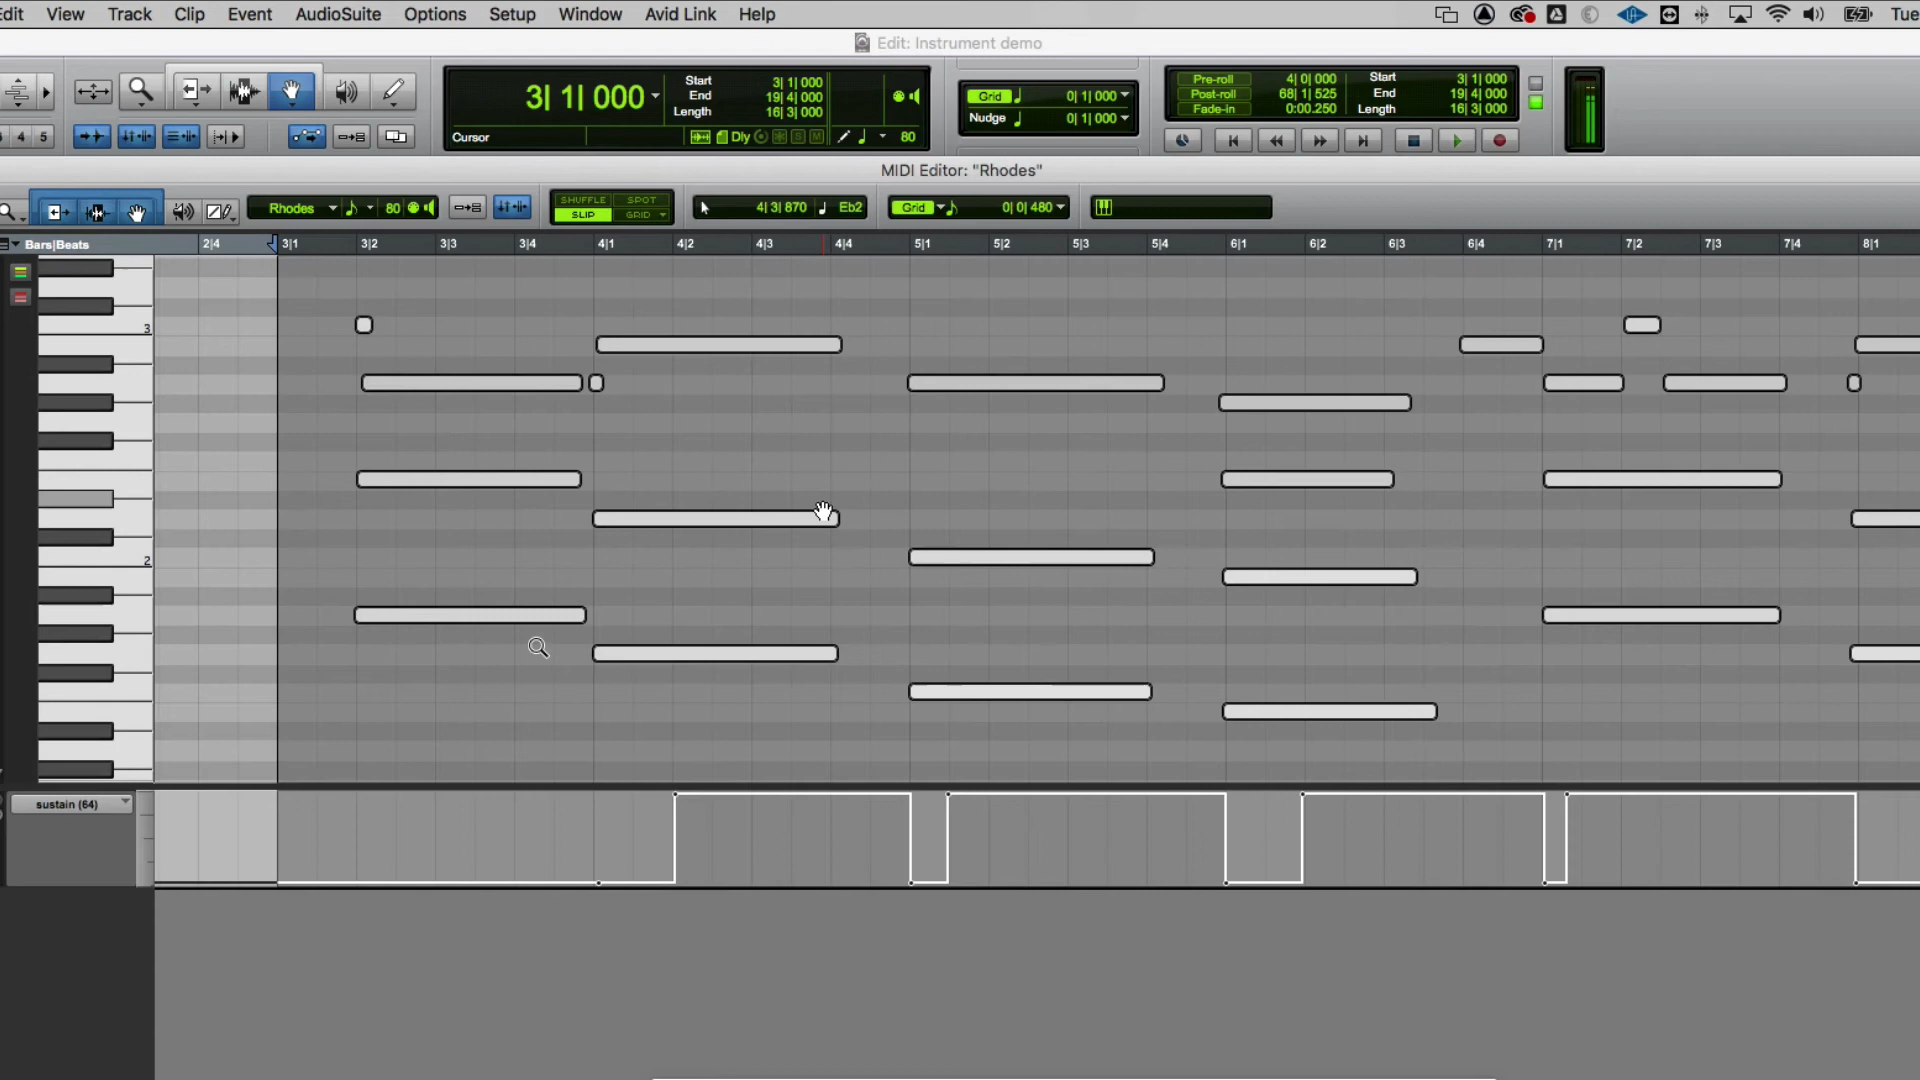 dit View Track Clip Event AudioSuite Options Setup Window Avid Link Help Tue
Edit: Instrument demo
3| 1| 000
Start 3| 1| 000
End 19| 4| 000
Length 16| 3| 000
Cursor Dly S M 80
Grid 0| 1| 000
Nudge 0| 1| 000
Pre-roll 4| 0| 000 Start 3| 1| 000
Post-roll 68| 1| 525 End 19| 4| 000
Fade-in 0:00.250 Length 16| 3| 000
4 5
MIDI Editor: "Rhodes"
Rhodes 80
SHUFFLE SPOT
SLIP GRID
4| 3| 870 Eb2
Grid 0| 0| 480
Bars|Beats 2|4 3|1 3|2 3|3 3|4 4|1 4|2 4|3 4|4 5|1 5|2 5|3 5|4 6|1 6|2 6|3 6|4 7|1 7|2 7|3 7|4 8|1
3
2
sustain (64)